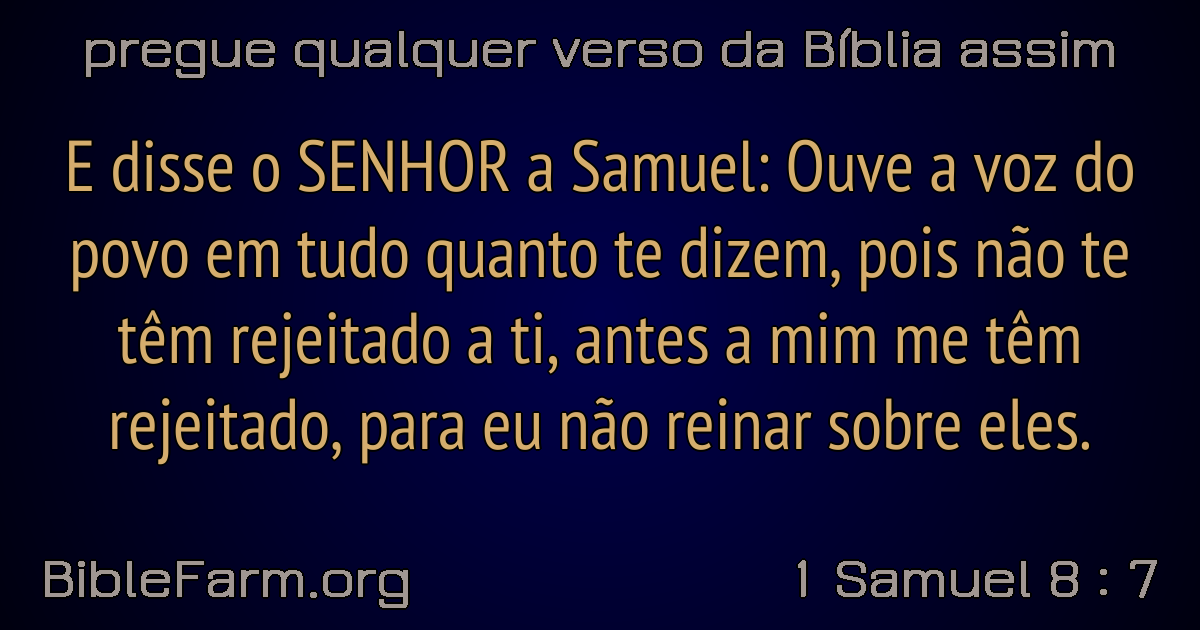 pregue qualquer verso da Bíblia assim
E disse o SENHOR a Samuel: Ouve a voz do
povo em tudo quanto te dizem, pois não te
têm rejeitado a ti, antes a mim me têm
rejeitado, para eu não reinar sobre eles.
BibleFarm.org
1 Samuel 8 : 7